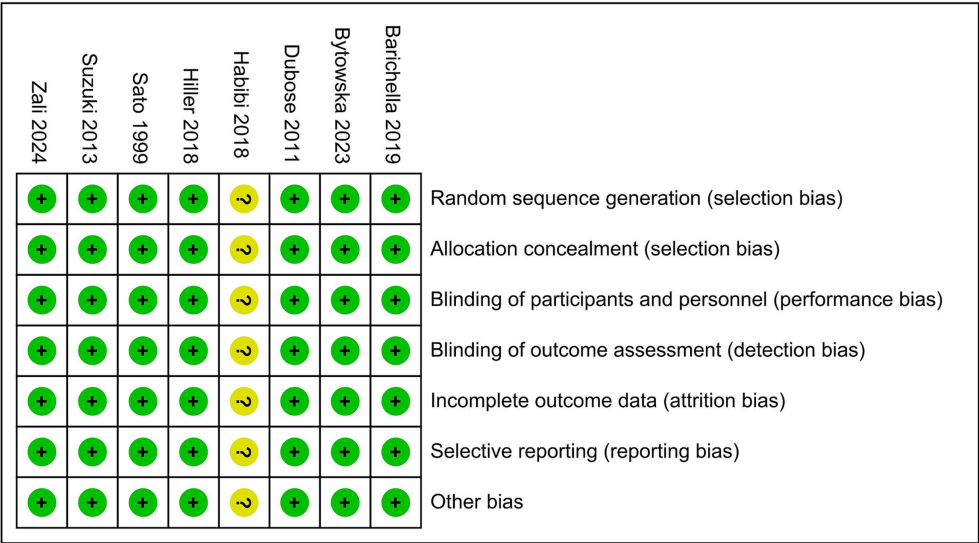 Zali 2024
Suzuki 2013
Sato 1999
Hiller 2018
Habibi 2018
Dubose 2011
Bytowska 2023
Barichella 2019
+ + + + ? + + + Random sequence generation (selection bias)
+ + + + ? + + + Allocation concealment (selection bias)
+ + + + ? + + + Blinding of participants and personnel (performance bias)
+ + + + ? + + + Blinding of outcome assessment (detection bias)
+ + + + ? + + + Incomplete outcome data (attrition bias)
+ + + + ? + + + Selective reporting (reporting bias)
+ + + + ? + + + Other bias